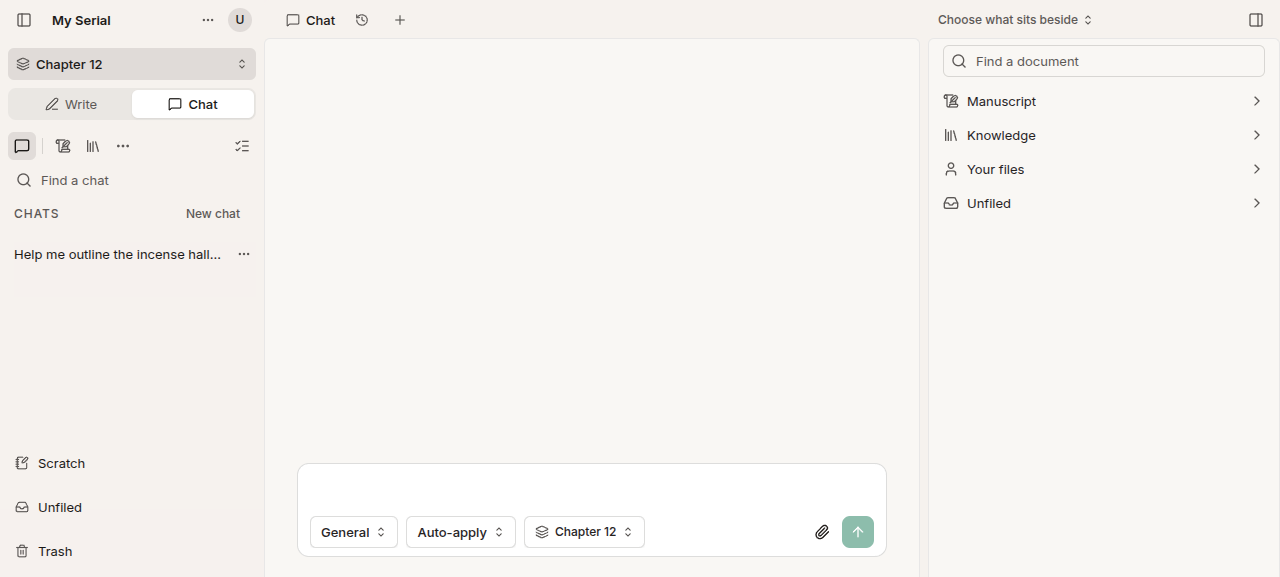 My Serial
U
Chapter 12
Write
Chat
Find a chat
CHATS
New chat
Help me outline the incense hall...
Scratch
Unfiled
Trash
Chat
General
Auto-apply
Chapter 12
Choose what sits beside
Find a document
Manuscript
Knowledge
Your files
Unfiled